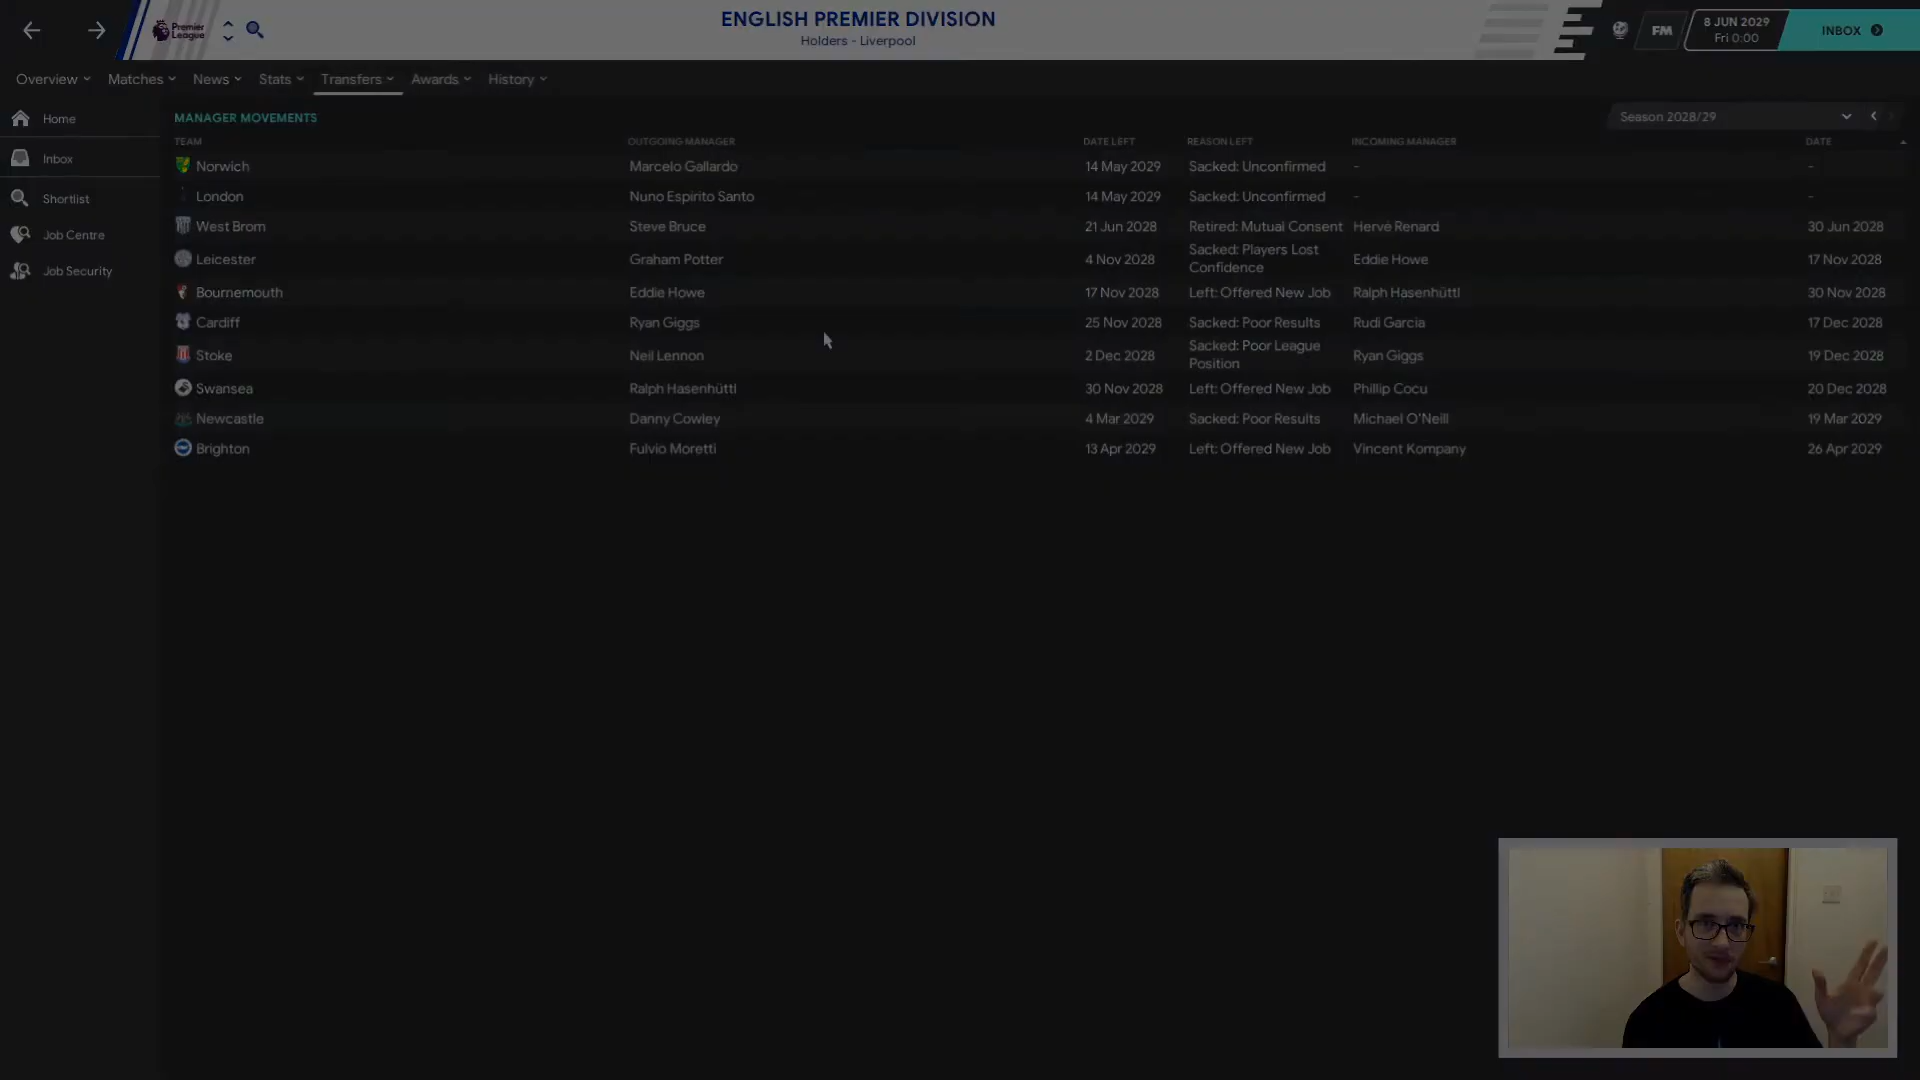 Premier League
ENGLISH PREMIER DIVISION
Holders - Liverpool
FM
8 JUN 2029
Fri 0:00
INBOX
Overview
Matches
News
Stats
Transfers
Awards
History
Home
Inbox
Shortlist
Job Centre
Job Security
MANAGER MOVEMENTS
Season 2028/29
TEAM OUTGOING MANAGER DATE LEFT REASON LEFT INCOMING MANAGER DATE
Norwich Marcelo Gallardo 14 May 2029 Sacked: Unconfirmed - -
London Nuno Espirito Santo 14 May 2029 Sacked: Unconfirmed - -
West Brom Steve Bruce 21 Jun 2028 Retired: Mutual Consent Hervé Renard 30 Jun 2028
Leicester Graham Potter 4 Nov 2028 Sacked: Players Lost Confidence Eddie Howe 17 Nov 2028
Bournemouth Eddie Howe 17 Nov 2028 Left: Offered New Job Ralph Hasenhüttl 30 Nov 2028
Cardiff Ryan Giggs 25 Nov 2028 Sacked: Poor Results Rudi Garcia 17 Dec 2028
Stoke Neil Lennon 2 Dec 2028 Sacked: Poor League Position Ryan Giggs 19 Dec 2028
Swansea Ralph Hasenhüttl 30 Nov 2028 Left: Offered New Job Phillip Cocu 20 Dec 2028
Newcastle Danny Cowley 4 Mar 2029 Sacked: Poor Results Michael O'Neill 19 Mar 2029
Brighton Fulvio Moretti 13 Apr 2029 Left: Offered New Job Vincent Kompany 26 Apr 2029